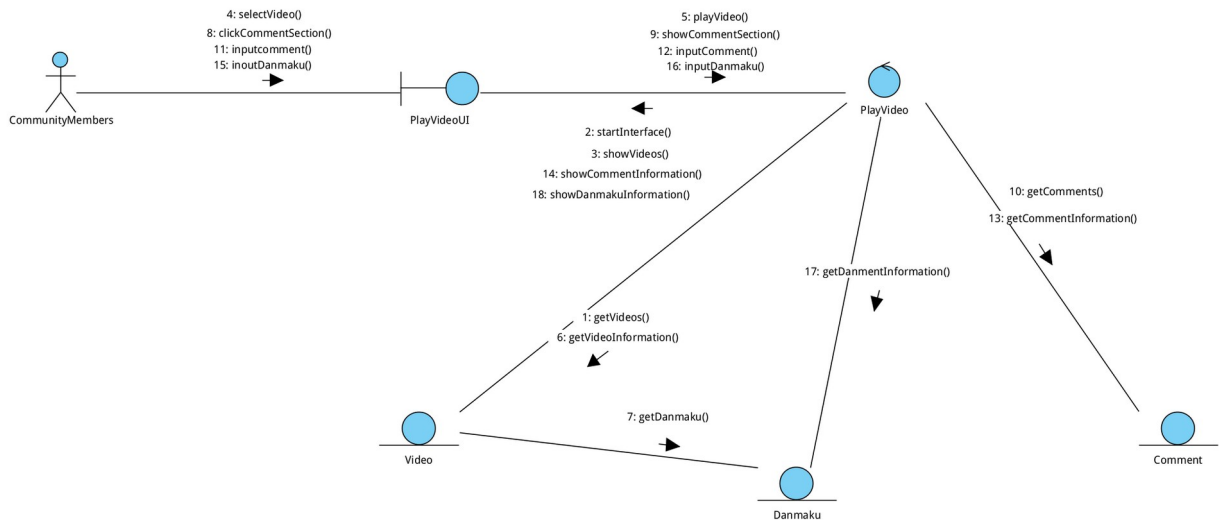 4: selectVideo()
8: clickCommentSection()
11: inputcomment()
15: inoutDanmaku()
5: playVideo()
9: showCommentSection()
12: inputComment()
16: inputDanmaku()
CommunityMembers
PlayVideoUI
PlayVideo
2: startInterface()
3: showVideos()
14: showCommentInformation()
18: showDanmakuInformation()
10: getComments()
13: getCommentInformation()
17: getDanmentInformation()
1: getVideos()
6: getVideoInformation()
7: getDanmaku()
Video
Danmaku
Comment